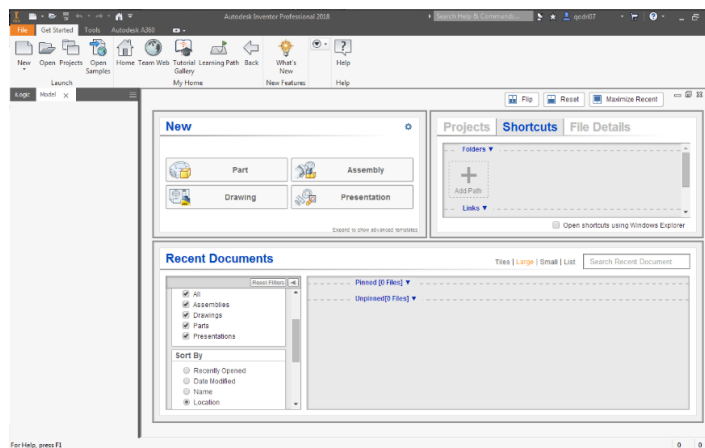 Autodesk Inventor Professional 2018
Search Help & Commands...
qedri07
File
Get Started
Tools
Autodesk A360
New
Open
Projects
Open Samples
Home
Team Web
Tutorial Gallery
Learning Path
Back
What's New
Help
Launch
My Home
New Features
Help
iLogic
Model
Flip
Reset
Maximize Recent
New
Part
Assembly
Drawing
Presentation
Expand to show advanced templates
Projects
Shortcuts
File Details
Folders
Add Path
Links
Open shortcuts using Windows Explorer
Recent Documents
Tiles | Large | Small | List
Search Recent Document
Reset Filters
All
Assemblies
Drawings
Parts
Presentations
Sort By
Recently Opened
Date Modified
Name
Location
Pinned [0 Files]
Unpinned[0 Files]
For Help, press F1
0 0